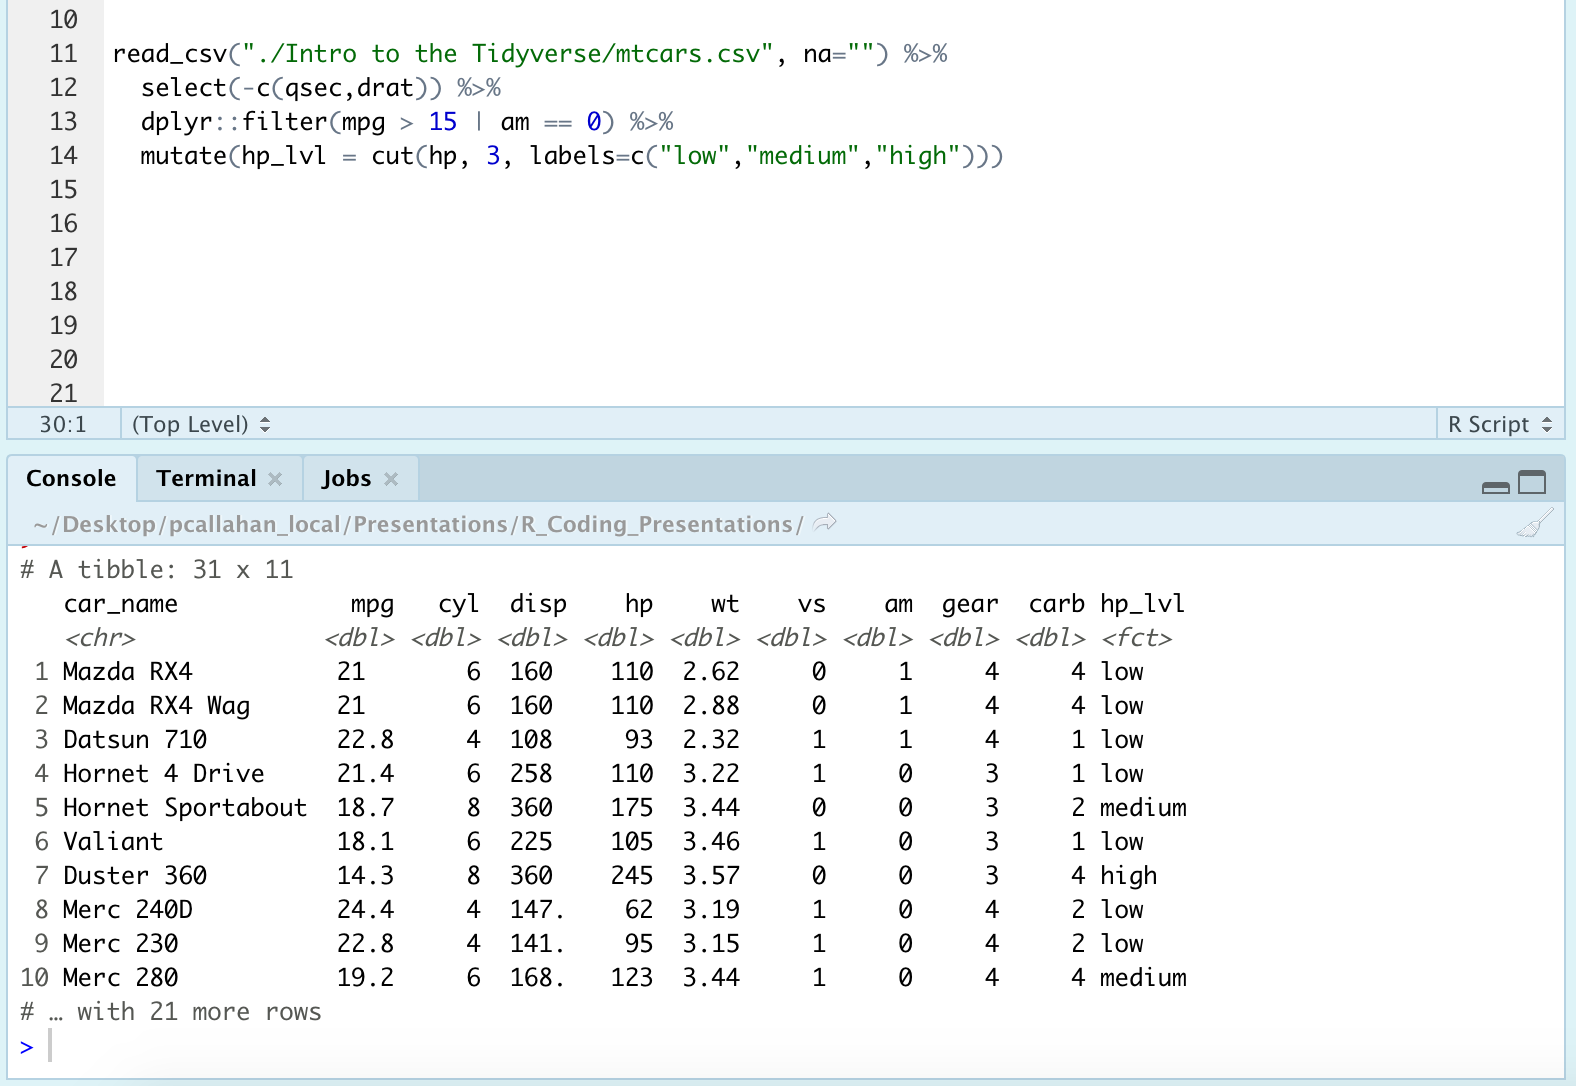 10
11 read_csv("./Intro to the Tidyverse/mtcars.csv", na="") %>%
12   select(-c(qsec,drat)) %>%
13   dplyr::filter(mpg > 15 | am == 0) %>%
14   mutate(hp_lvl = cut(hp, 3, labels=c("low","medium","high")))
15
16
17
18
19
20
21
30:1 (Top Level) R Script
Console Terminal Jobs
~/Desktop/pcallahan_local/Presentations/R_Coding_Presentations/
# A tibble: 31 x 11
   car_name            mpg   cyl  disp    hp    wt    vs    am  gear  carb hp_lvl
   <chr>             <dbl> <dbl> <dbl> <dbl> <dbl> <dbl> <dbl> <dbl> <dbl> <fct>
 1 Mazda RX4          21       6  160    110  2.62     0     1     4     4 low
 2 Mazda RX4 Wag      21       6  160    110  2.88     0     1     4     4 low
 3 Datsun 710         22.8     4  108     93  2.32     1     1     4     1 low
 4 Hornet 4 Drive     21.4     6  258    110  3.22     1     0     3     1 low
 5 Hornet Sportabout  18.7     8  360    175  3.44     0     0     3     2 medium
 6 Valiant            18.1     6  225    105  3.46     1     0     3     1 low
 7 Duster 360         14.3     8  360    245  3.57     0     0     3     4 high
 8 Merc 240D          24.4     4  147.    62  3.19     1     0     4     2 low
 9 Merc 230           22.8     4  141.    95  3.15     1     0     4     2 low
10 Merc 280           19.2     6  168.   123  3.44     1     0     4     4 medium
# … with 21 more rows
>